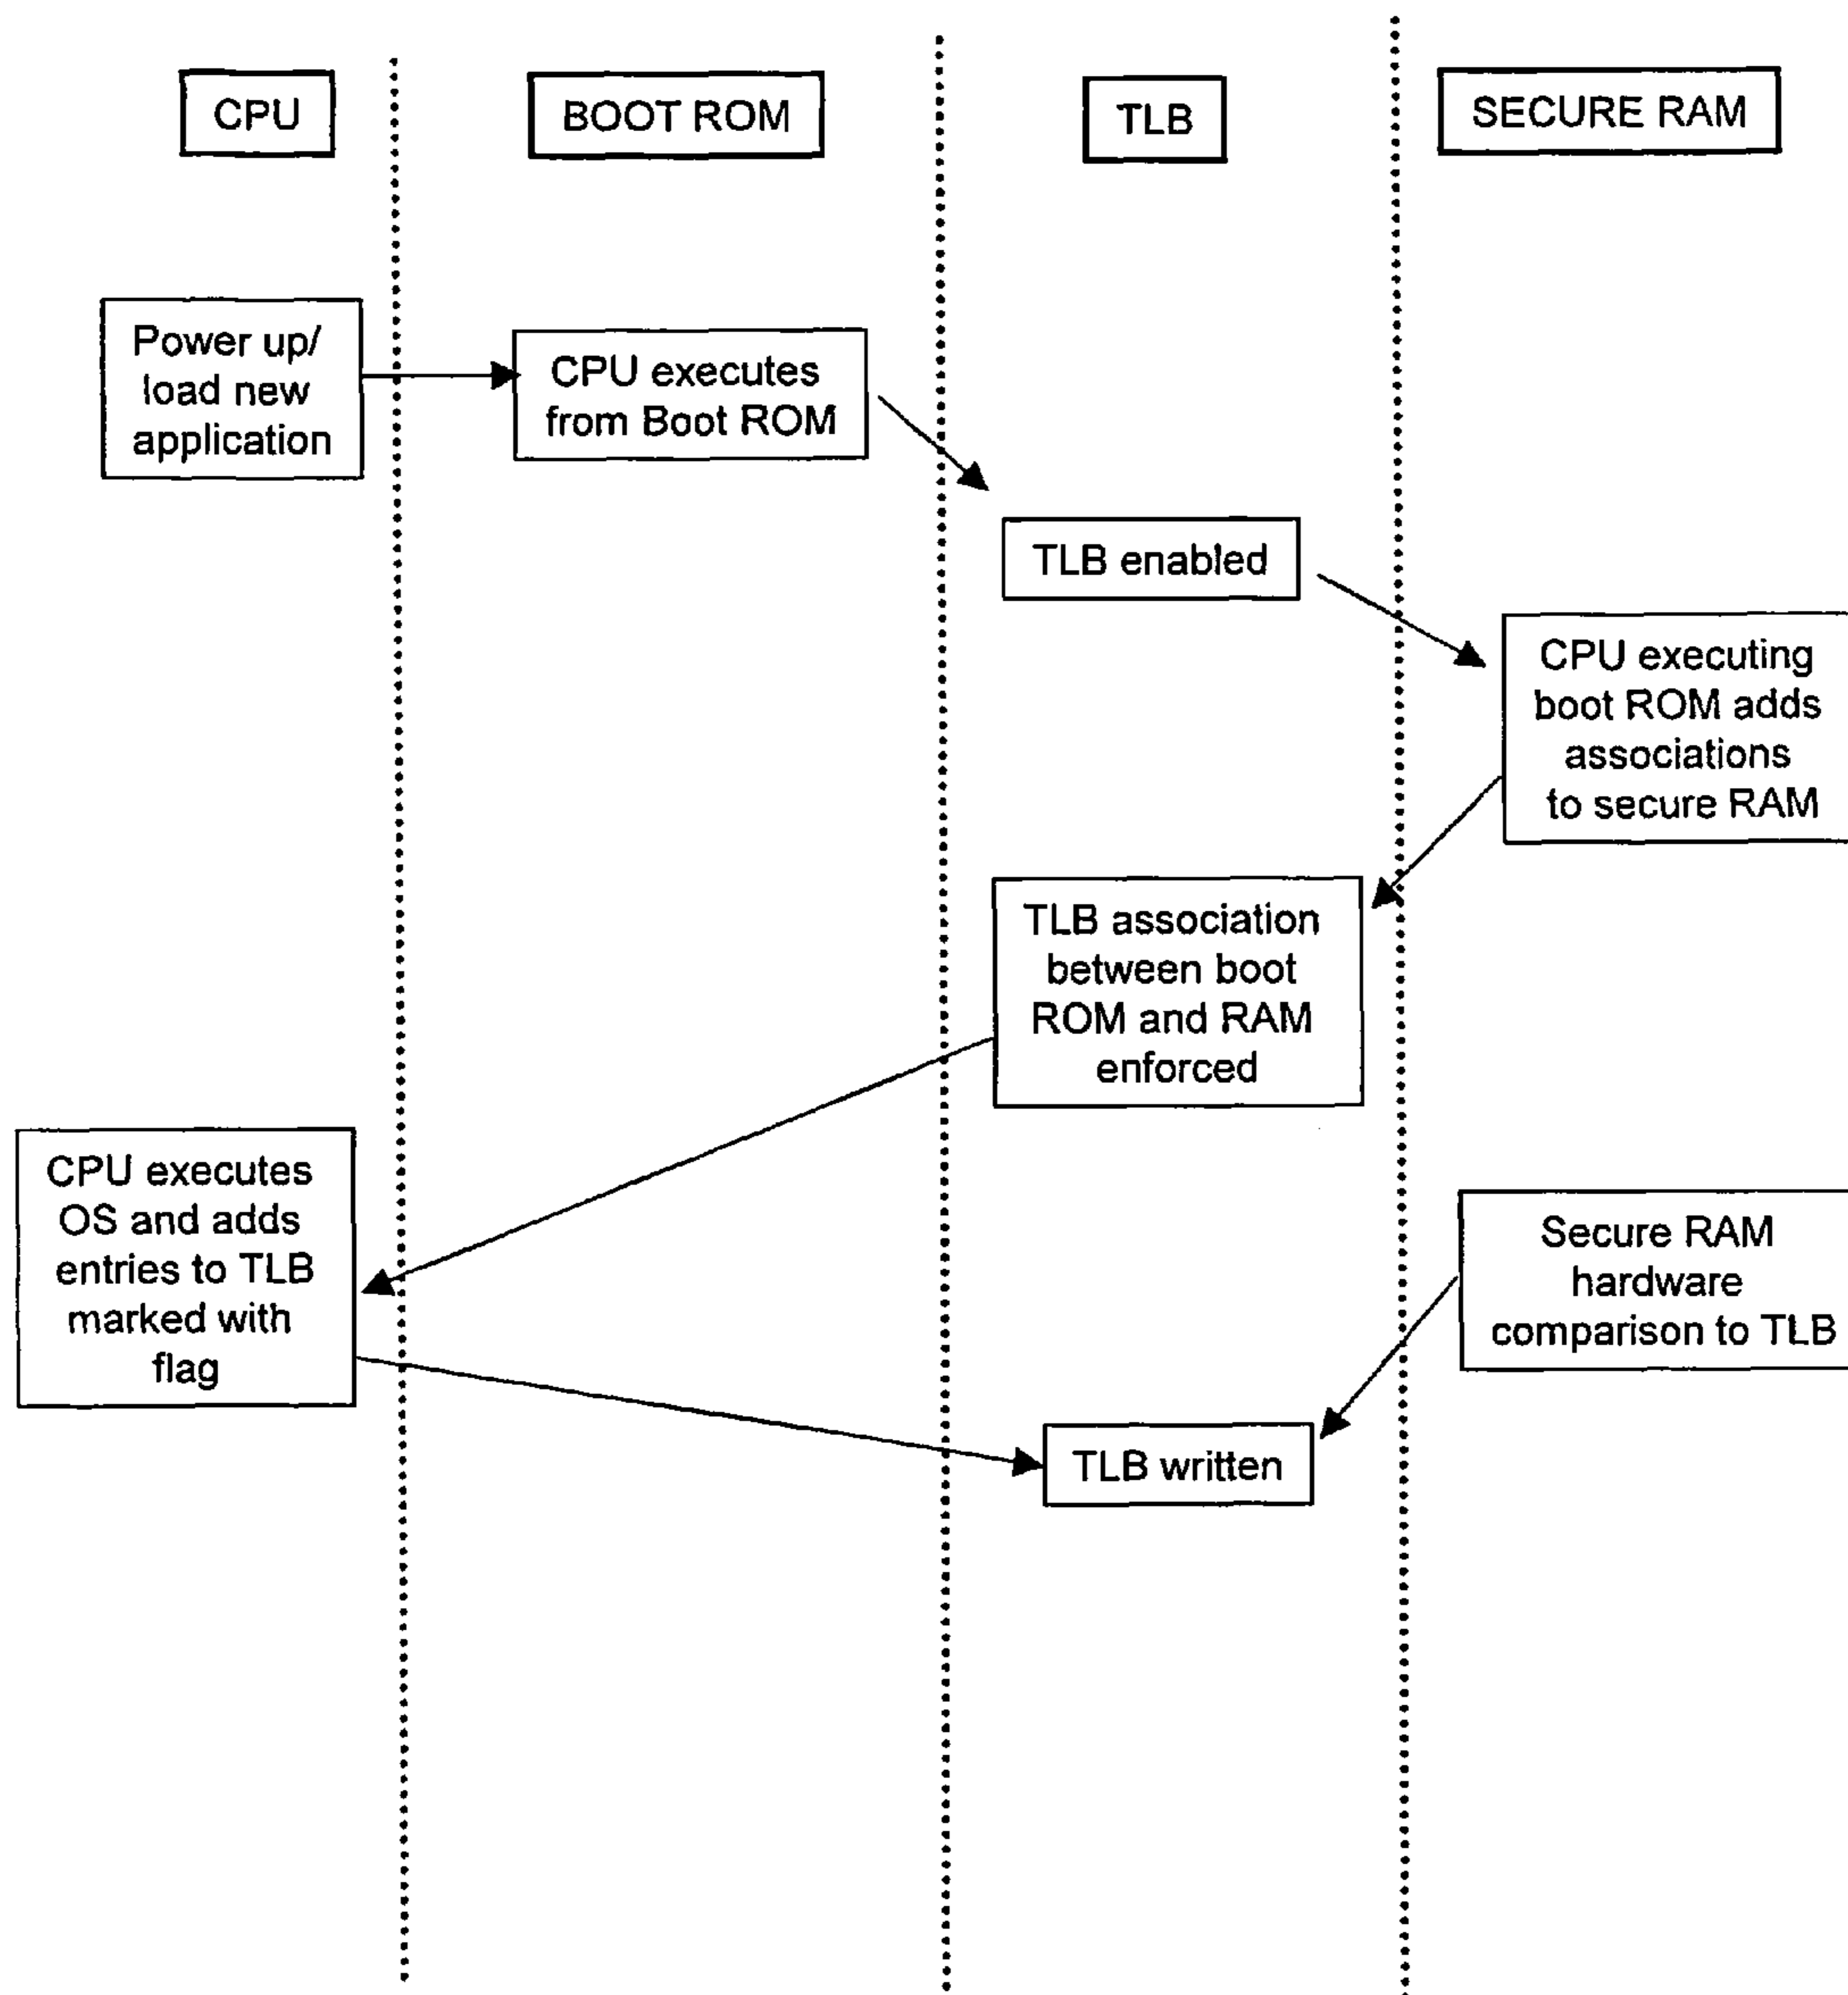 CPU
BOOT ROM
TLB
SECURE RAM
Power up/
load new
application
CPU executes
from Boot ROM
TLB enabled
CPU executing
boot ROM adds
associations
to secure RAM
TLB association
between boot
ROM and RAM
enforced
CPU executes
OS and adds
entries to TLB
marked with
flag
Secure RAM
hardware
comparison to TLB
TLB written